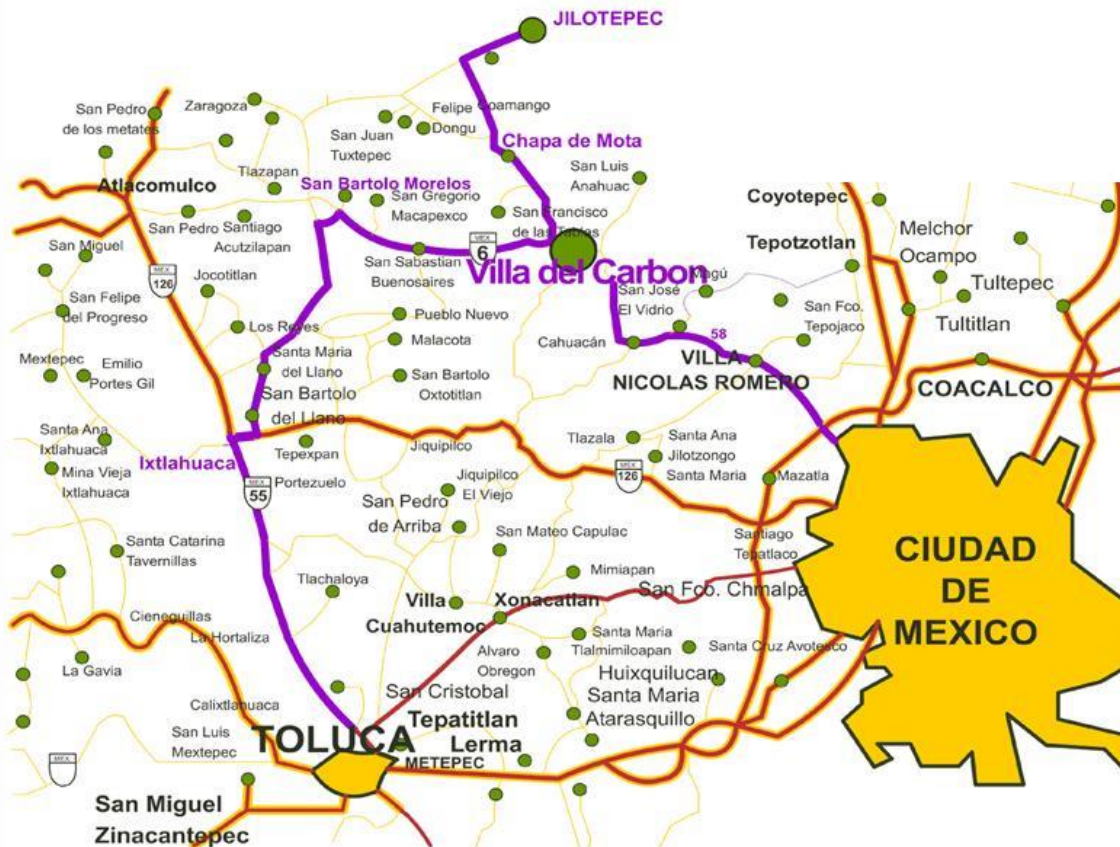 JILOTEPEC
San Pedro
de los metates
Zaragoza
San Juan
Tuxtepec
Felipe
Dongu
Coamango
Chapa de Mota
San Luis
Anahuac
Tlazapan
Atlacomulco
San Bartolo Morelos
San Gregorio
Macapexco
San Francisco
de las Tablas
Coyotepec
San Miguel
San Pedro
Santiago
Acutzilapan
Tepotzotlan
Melchor
Ocampo
MEX
6
San Sabastian
Buenosaires
Villa del Carbon
Magú
MEX
126
Jocotitlan
San José
El Vidrio
Tultepec
San Felipe
del Progreso
Los Reyes
Pueblo Nuevo
San Fco.
Tepojaco
Tultitlan
Malacota
Cahuacán
58
VILLA
NICOLAS ROMERO
Mextepec
Emilio
Portes Gil
Santa Maria
del Llano
San Bartolo
Oxtotitlan
COACALCO
San Bartolo
del Llano
Santa Ana
Ixtlahuaca
Tepexpan
Jiquipilco
Tlazala
Santa Ana
Jilotzongo
Santa Maria
Ixtlahuaca
Mina Vieja
Ixtlahuaca
MEX
55
Portezuelo
Jiquipilco
El Viejo
MEX
126
Mazatla
San Pedro
de Arriba
San Mateo Capulac
Santiago
Tepatlaco
Santa Catarina
Tavernillas
CIUDAD
DE
MEXICO
Tlachaloya
Mimiapan
San Fco. Chmalpa
Villa
Cuahutemoc
Xonacatlan
Cieneguillas
La Hortaliza
Santa Maria
Tlalmimiloapan
Santa Cruz Avotesco
La Gavia
Alvaro
Obregon
Huixquilucan
Calixtlahuaca
San Cristobal
Santa Maria
Atarasquillo
San Luis
Mextepec
TOLUCA
Tepatitlan
Lerma
METEPEC
MEX
San Miguel
Zinacantepec